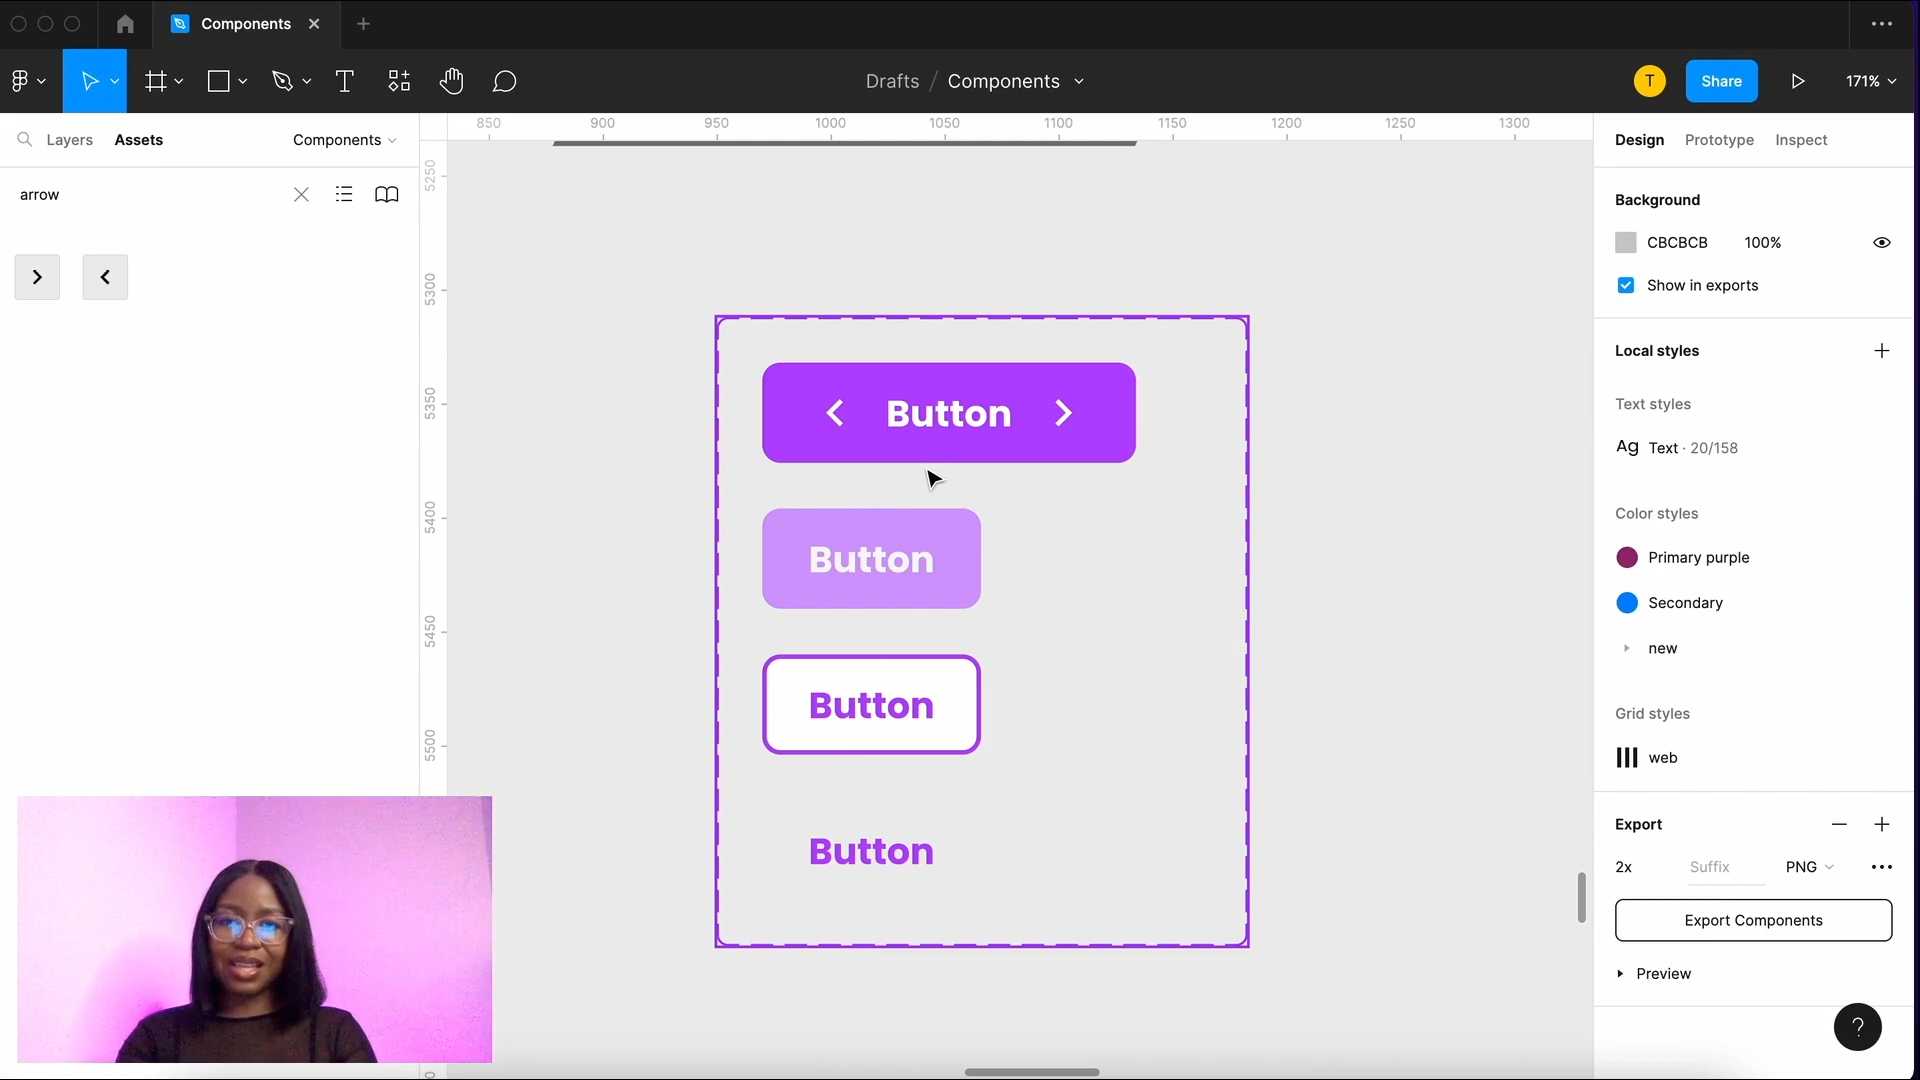 Components
Drafts / Components
T
Share
171%
Layers
Assets
Components
850
900
950
1000
1050
1100
1150
1200
1250
1300
Design
Prototype
Inspect
arrow
5250
5300
5350
5400
5450
5500
Background
CBCBCB
100%
Show in exports
Local styles
Text styles
Ag Text · 20/158
Color styles
Primary purple
Secondary
new
Grid styles
web
Button
Button
Button
Button
Export
2x
Suffix
PNG
Export Components
Preview
?